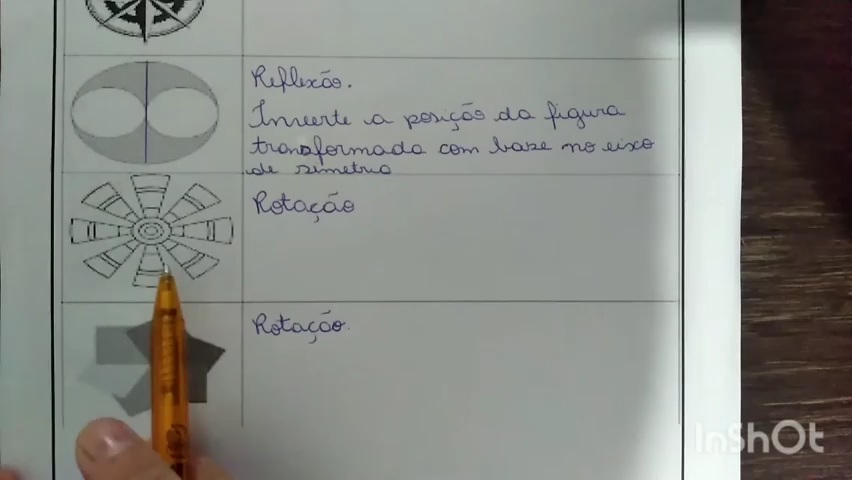 Reflexão.
Inverte a posição da figura
transformada com base no eixo
de simetria
Rotação
Rotação.
InShOt